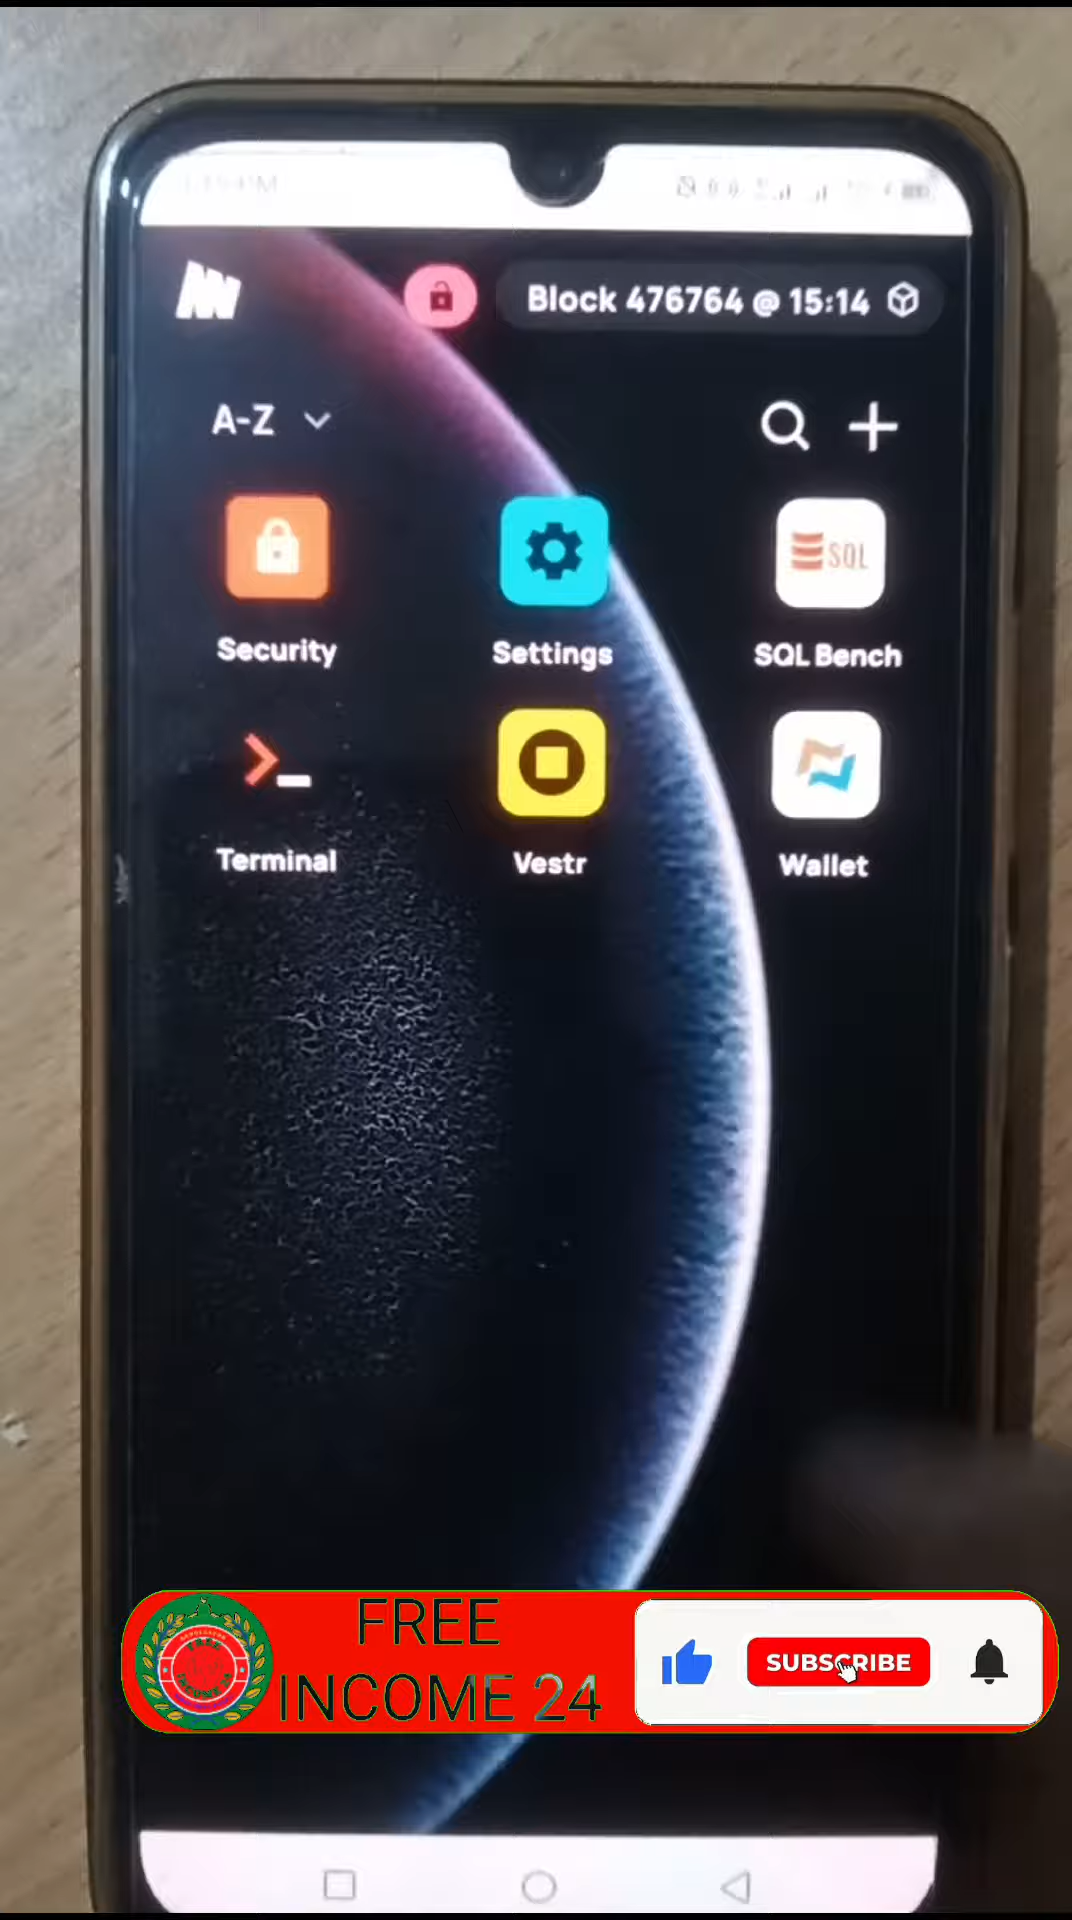 Block 476764 @ 15:14
A-Z
Security
Settings
SQL
SQL Bench
Terminal
Vestr
Wallet
FREE
INCOME 24
SUBSCRIBE